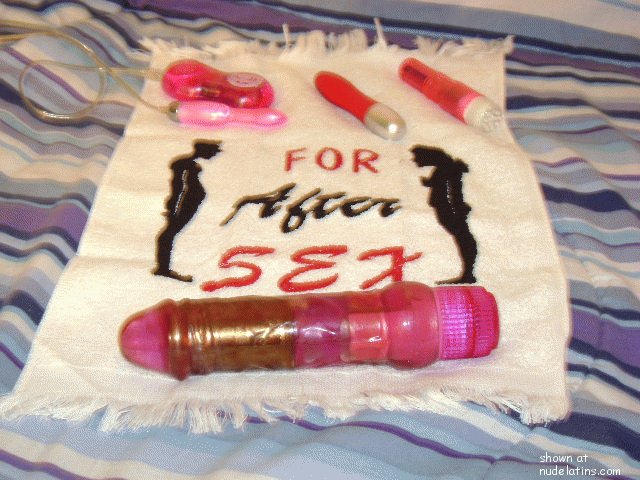 FOR
After
SEX
shown at
nudelatins.com